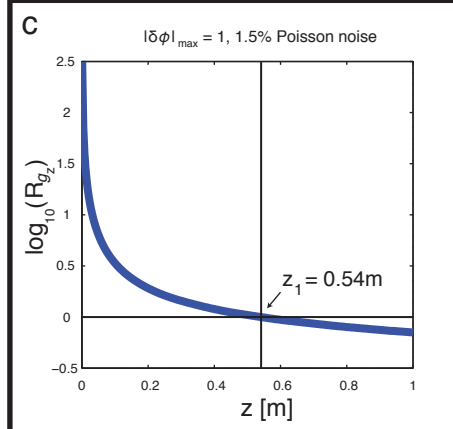 C
|δϕ|max = 1, 1.5% Poisson noise
2.5
2
1.5
1
0.5
0
−0.5
log10(Rgz)
z1 = 0.54m
0 0.2 0.4 0.6 0.8 1
z [m]